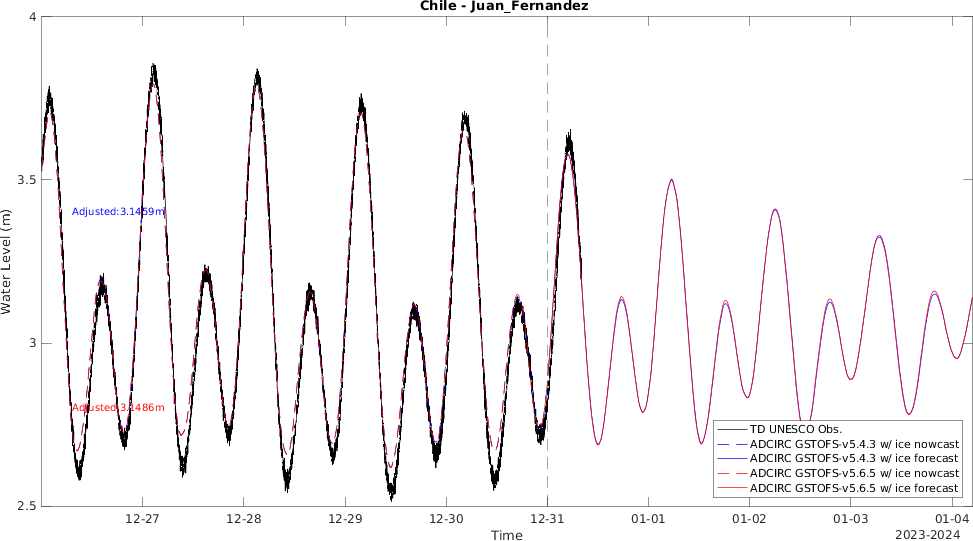 Chile - Juan_Fernandez
4
3.5
3
2.5
Water Level (m)
Adjusted:3.1459m
Adjusted:3.1486m
TD UNESCO Obs.
ADCIRC GSTOFS-v5.4.3 w/ ice nowcast
ADCIRC GSTOFS-v5.4.3 w/ ice forecast
ADCIRC GSTOFS-v5.6.5 w/ ice nowcast
ADCIRC GSTOFS-v5.6.5 w/ ice forecast
12-27 12-28 12-29 12-30 12-31 01-01 01-02 01-03 01-04
Time
2023-2024